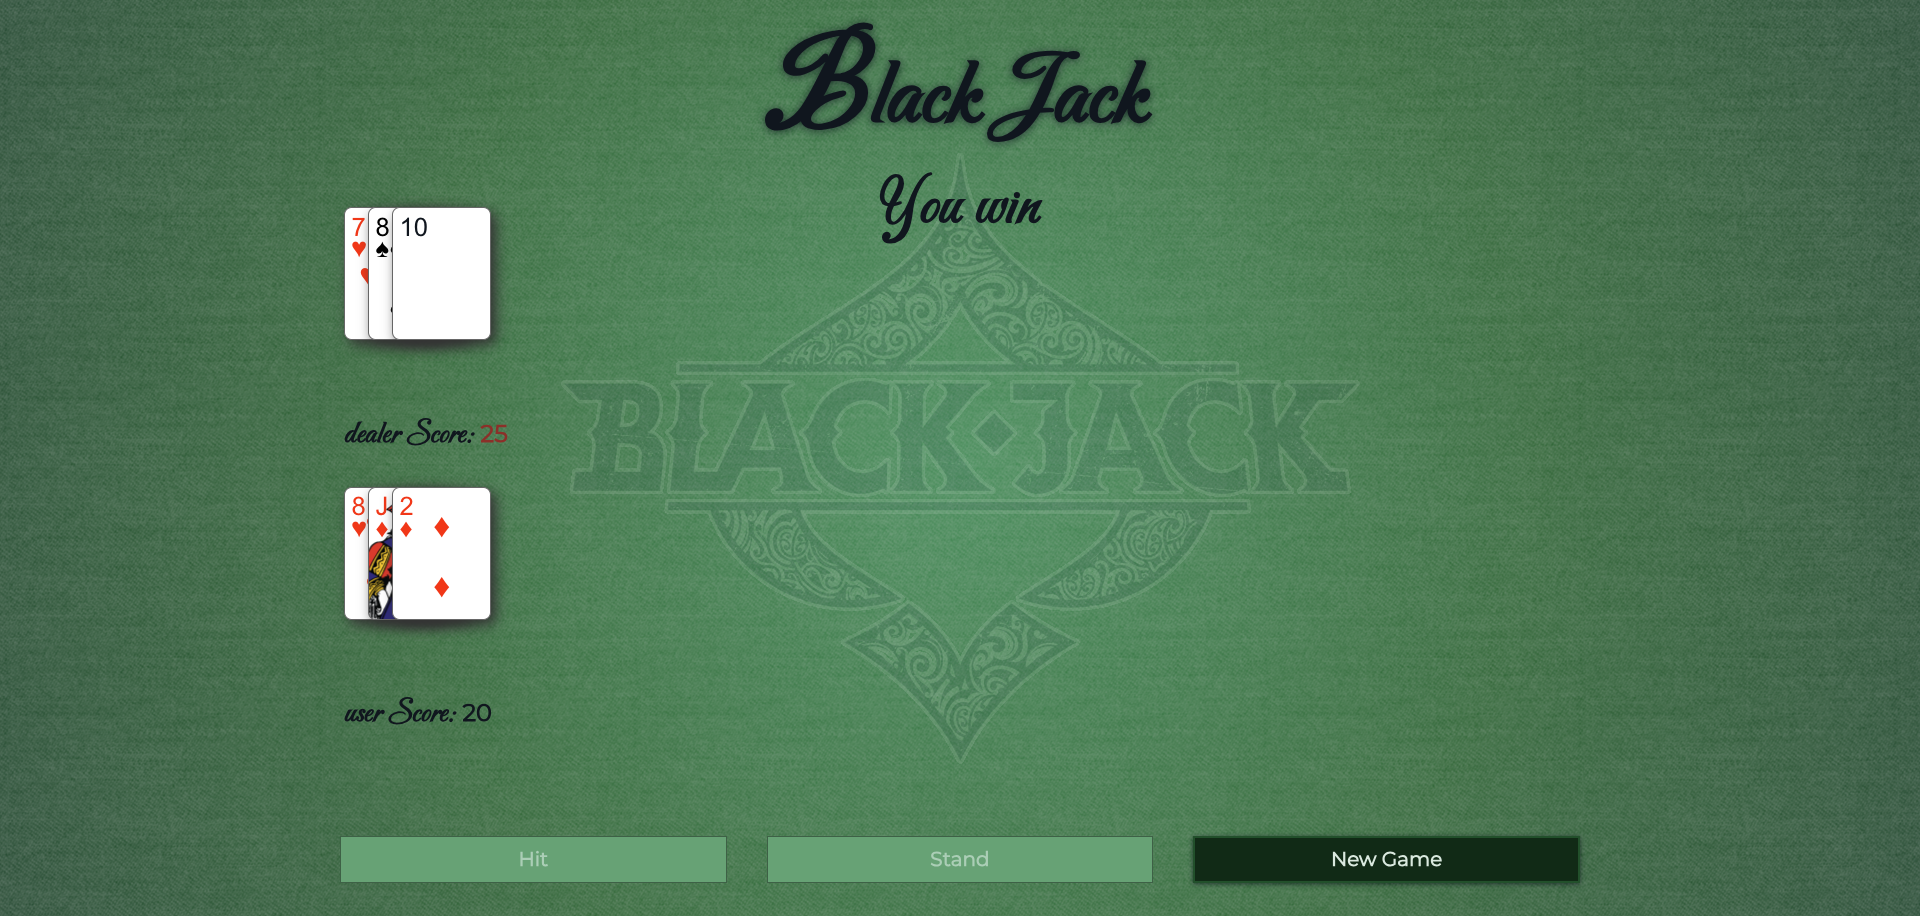 Black Jack
You win
7 8 10
BLACK JACK
dealer Score: 25
8 J 2
user Score: 20
Hit Stand New Game